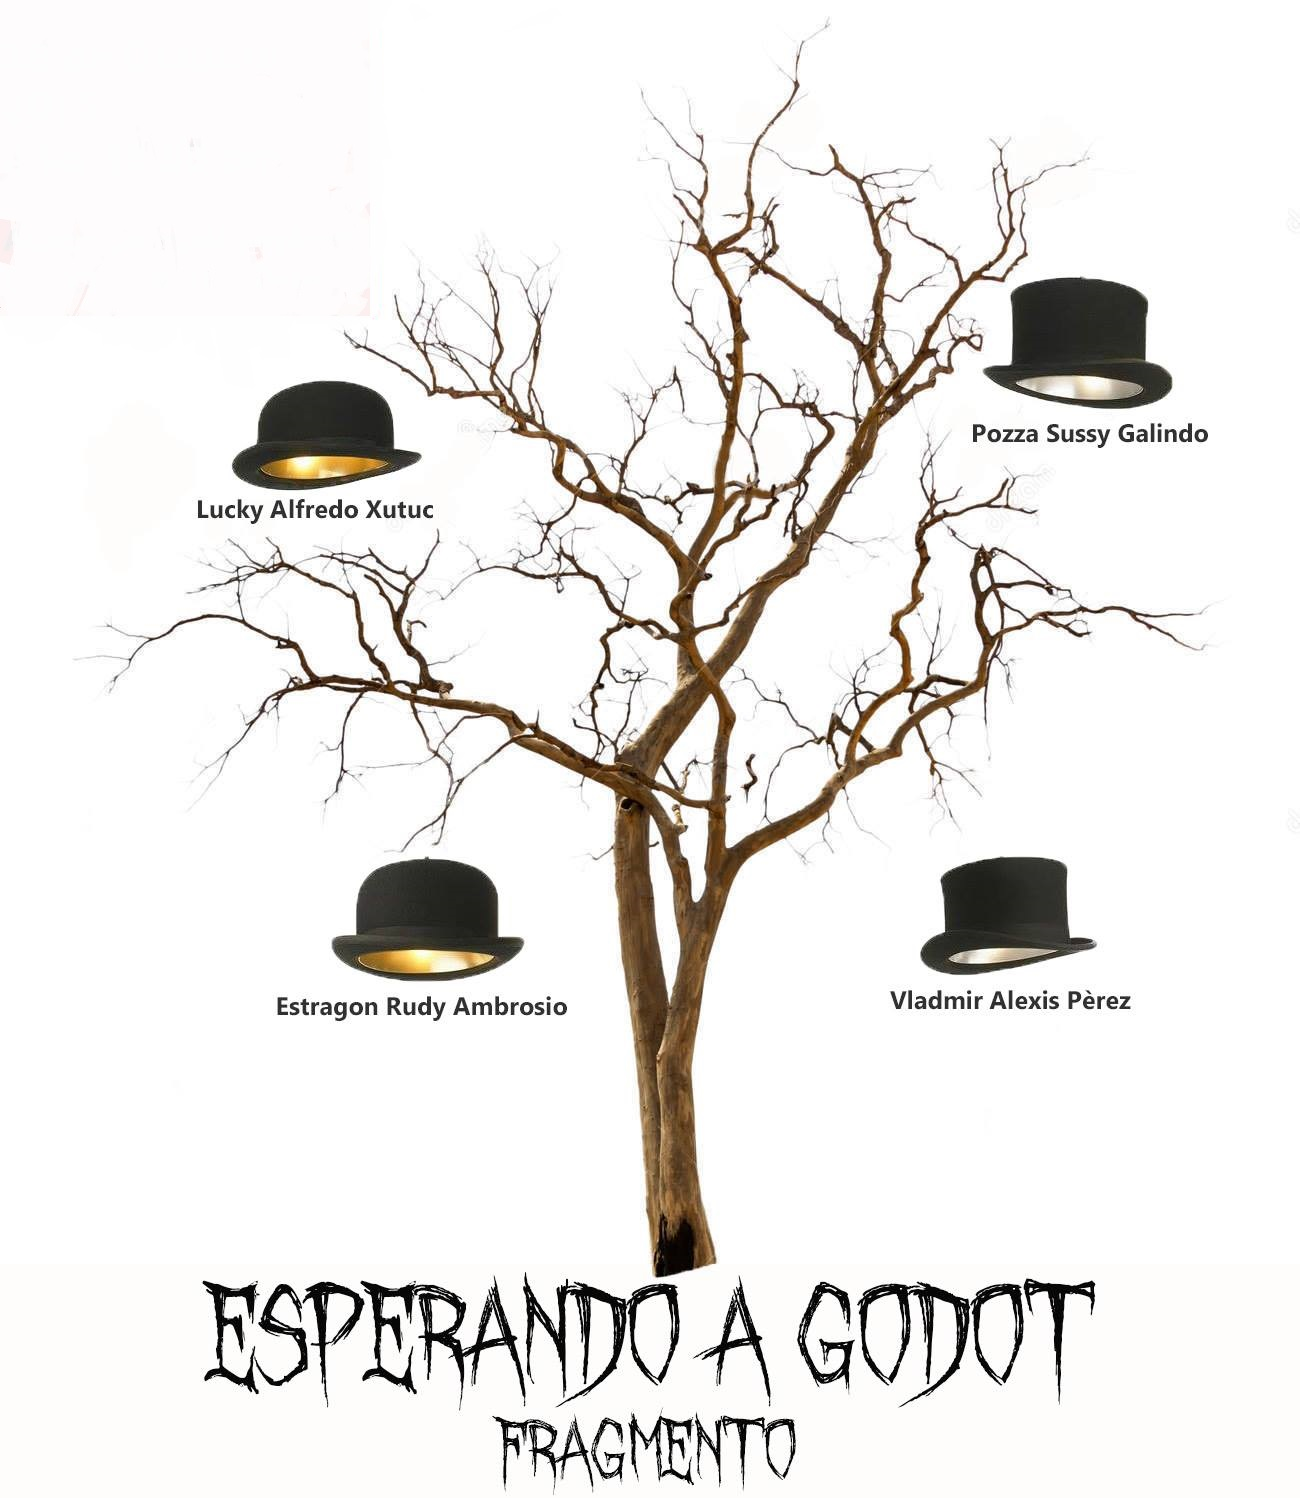 Pozza Sussy Galindo
Lucky Alfredo Xutuc
Estragon Rudy Ambrosio
Vladmir Alexis Pèrez
ESPERANDO A GODOT
FRAGMENTO